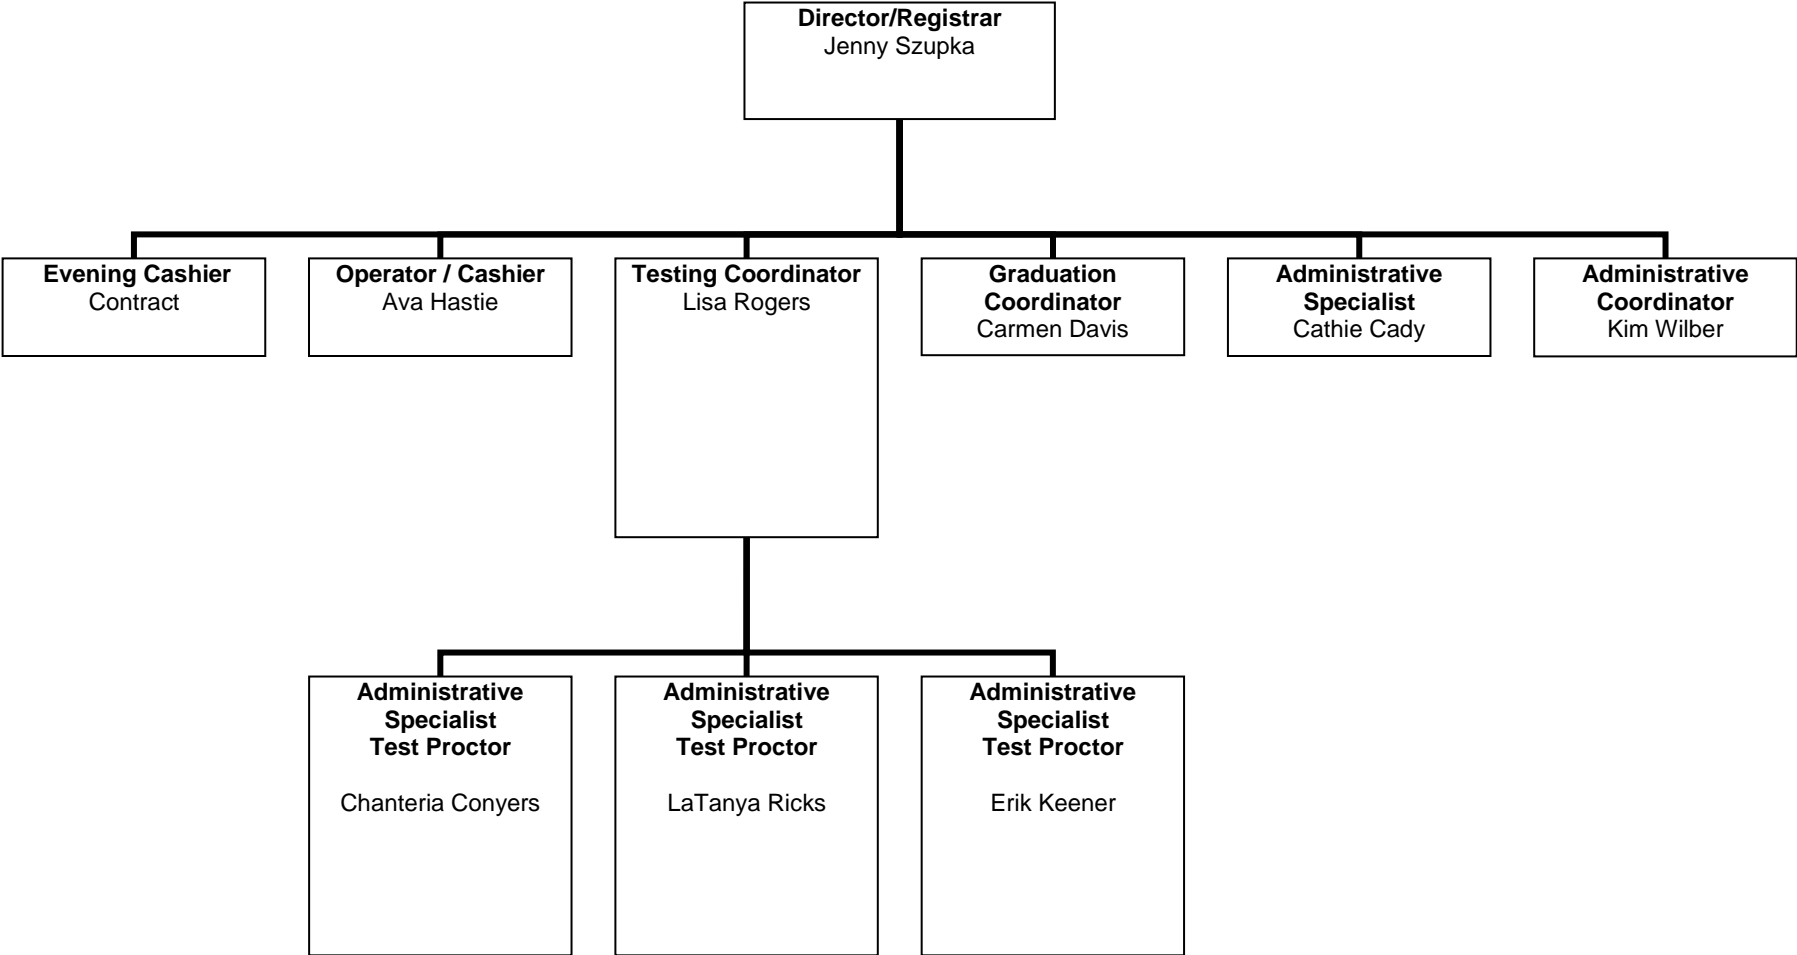 Director/Registrar
Jenny Szupka
Evening Cashier
Contract
Operator / Cashier
Ava Hastie
Testing Coordinator
Lisa Rogers
Graduation
Coordinator
Carmen Davis
Administrative
Specialist
Cathie Cady
Administrative
Coordinator
Kim Wilber
Administrative
Specialist
Test Proctor
Chanteria Conyers
Administrative
Specialist
Test Proctor
LaTanya Ricks
Administrative
Specialist
Test Proctor
Erik Keener